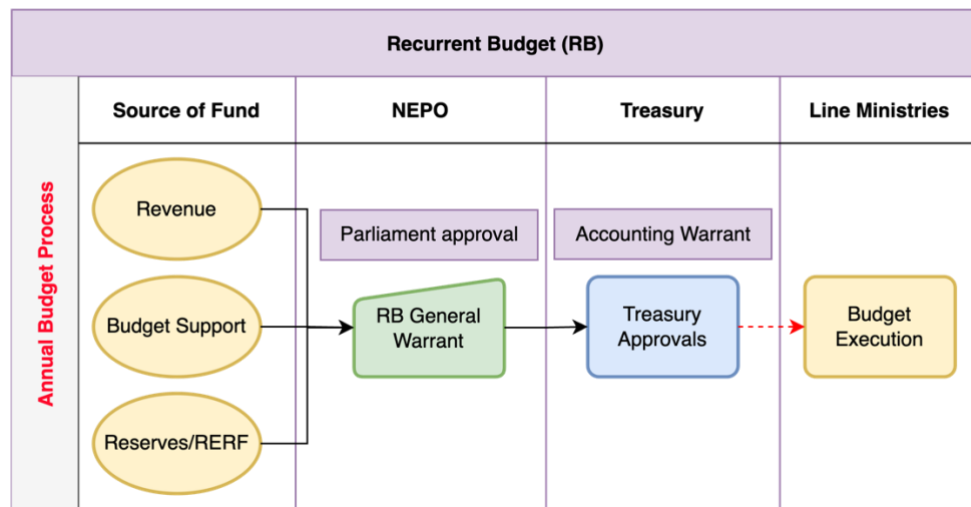 Recurrent Budget (RB)
Annual Budget Process
Source of Fund
NEPO
Treasury
Line Ministries
Revenue
Budget Support
Reserves/RERF
Parliament approval
RB General
Warrant
Accounting Warrant
Treasury
Approvals
Budget
Execution